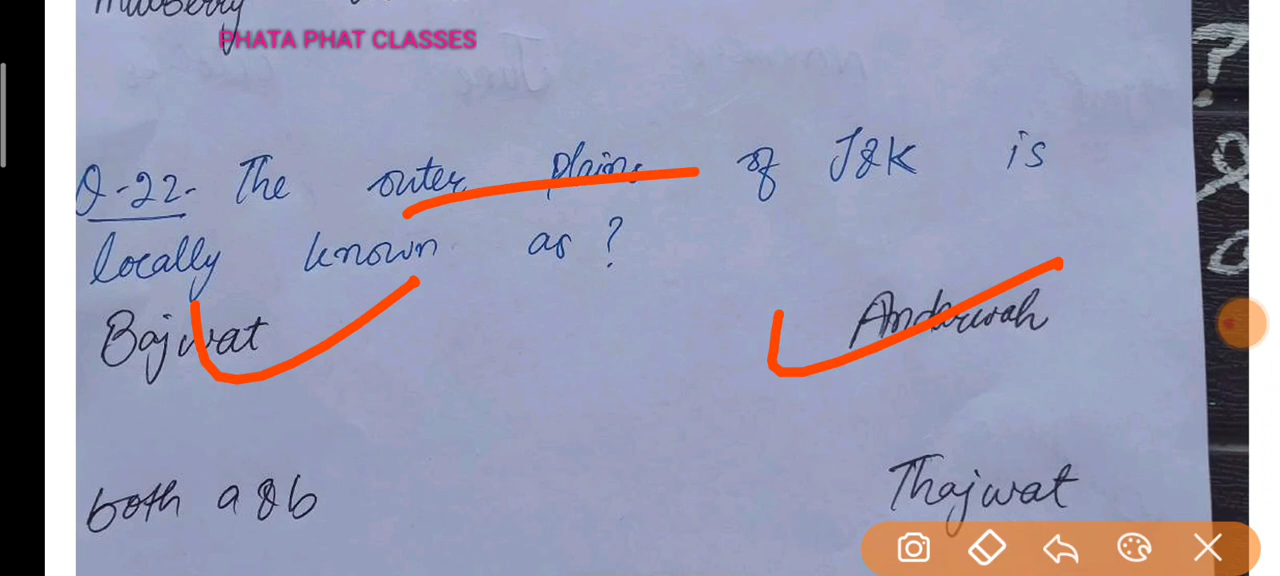 PHATA PHAT CLASSES
Q-22- The outer plains of J&K is
locally known as ?
Bajwat Andarwah
both a & b Thajwat